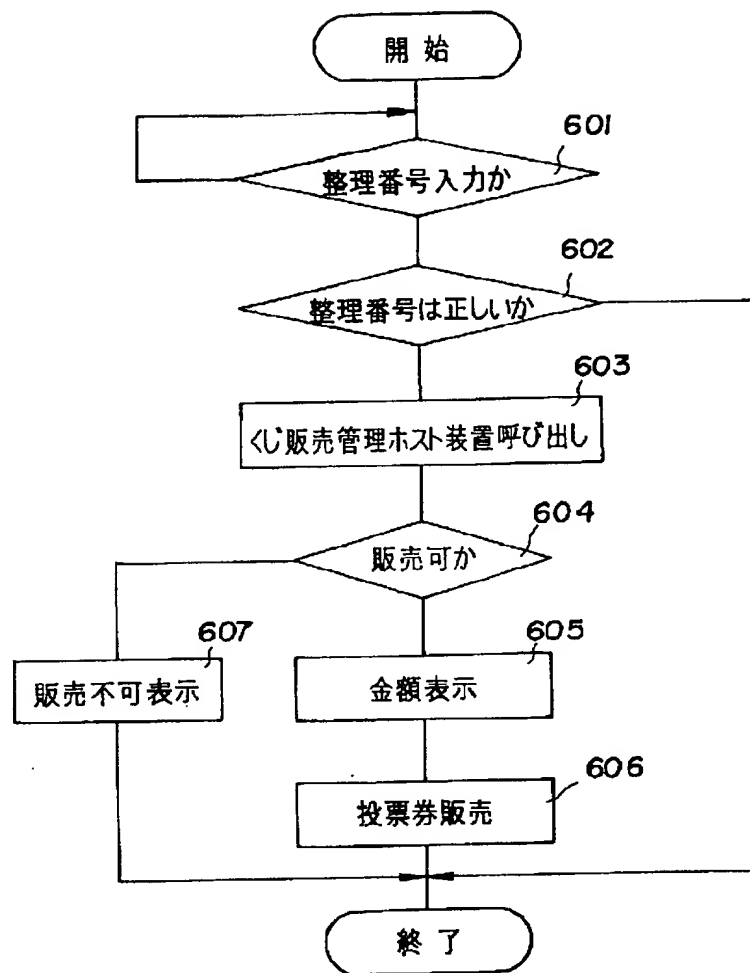 開始
601
整理番号入力か
602
整理番号は正しいか
603
くじ販売管理ホスト装置呼び出し
604
販売可か
607
販売不可表示
605
金額表示
606
投票券販売
終了